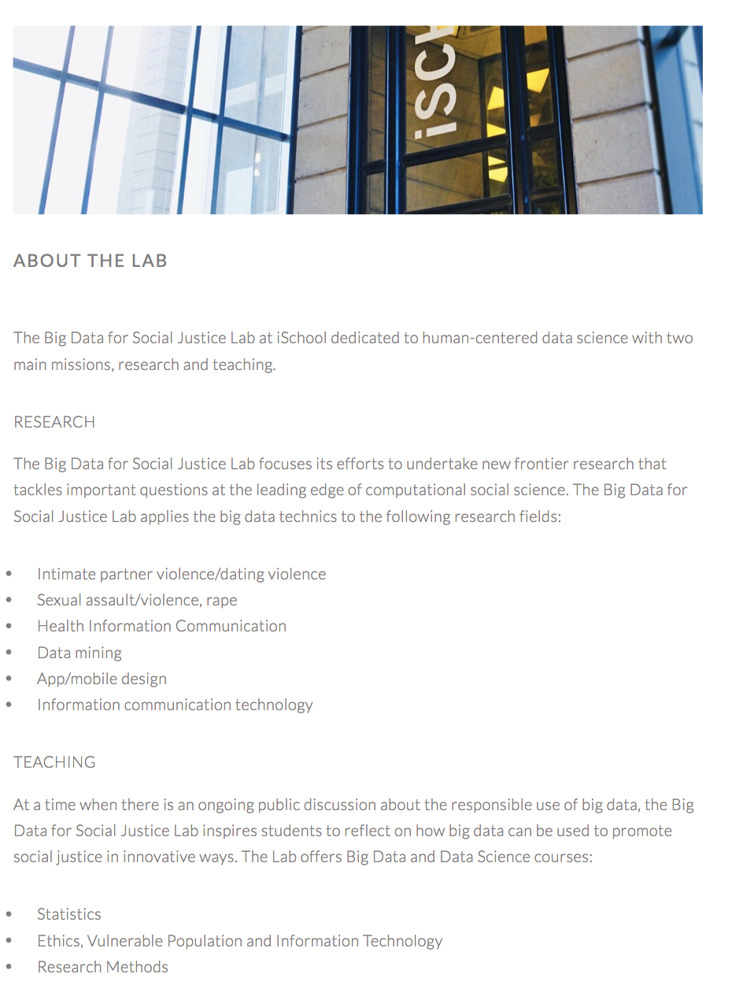 iSCH
ABOUT THE LAB
The Big Data for Social Justice Lab at iSchool dedicated to human-centered data science with two
main missions, research and teaching.
RESEARCH
The Big Data for Social Justice Lab focuses its efforts to undertake new frontier research that
tackles important questions at the leading edge of computational social science. The Big Data for
Social Justice Lab applies the big data technics to the following research fields:
• Intimate partner violence/dating violence
• Sexual assault/violence, rape
• Health Information Communication
• Data mining
• App/mobile design
• Information communication technology
TEACHING
At a time when there is an ongoing public discussion about the responsible use of big data, the Big
Data for Social Justice Lab inspires students to reflect on how big data can be used to promote
social justice in innovative ways. The Lab offers Big Data and Data Science courses:
• Statistics
• Ethics, Vulnerable Population and Information Technology
• Research Methods